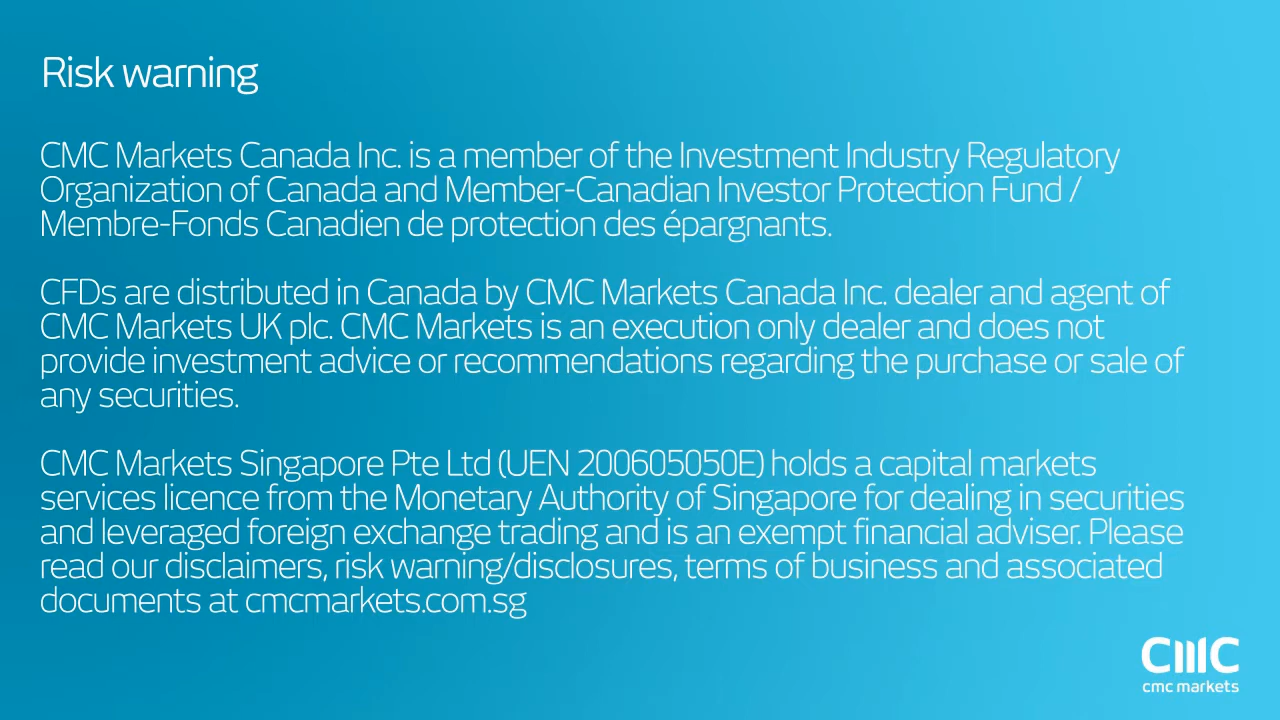 Risk warning
CMC Markets Canada Inc. is a member of the Investment Industry Regulatory
Organization of Canada and Member-Canadian Investor Protection Fund /
Membre-Fonds Canadien de protection des épargnants.
CFDs are distributed in Canada by CMC Markets Canada Inc. dealer and agent of
CMC Markets UK plc. CMC Markets is an execution only dealer and does not
provide investment advice or recommendations regarding the purchase or sale of
any securities.
CMC Markets Singapore Pte Ltd (UEN 200605050E) holds a capital markets
services licence from the Monetary Authority of Singapore for dealing in securities
and leveraged foreign exchange trading and is an exempt financial adviser. Please
read our disclaimers, risk warning/disclosures, terms of business and associated
documents at cmcmarkets.com.sg
CMC
cmc markets